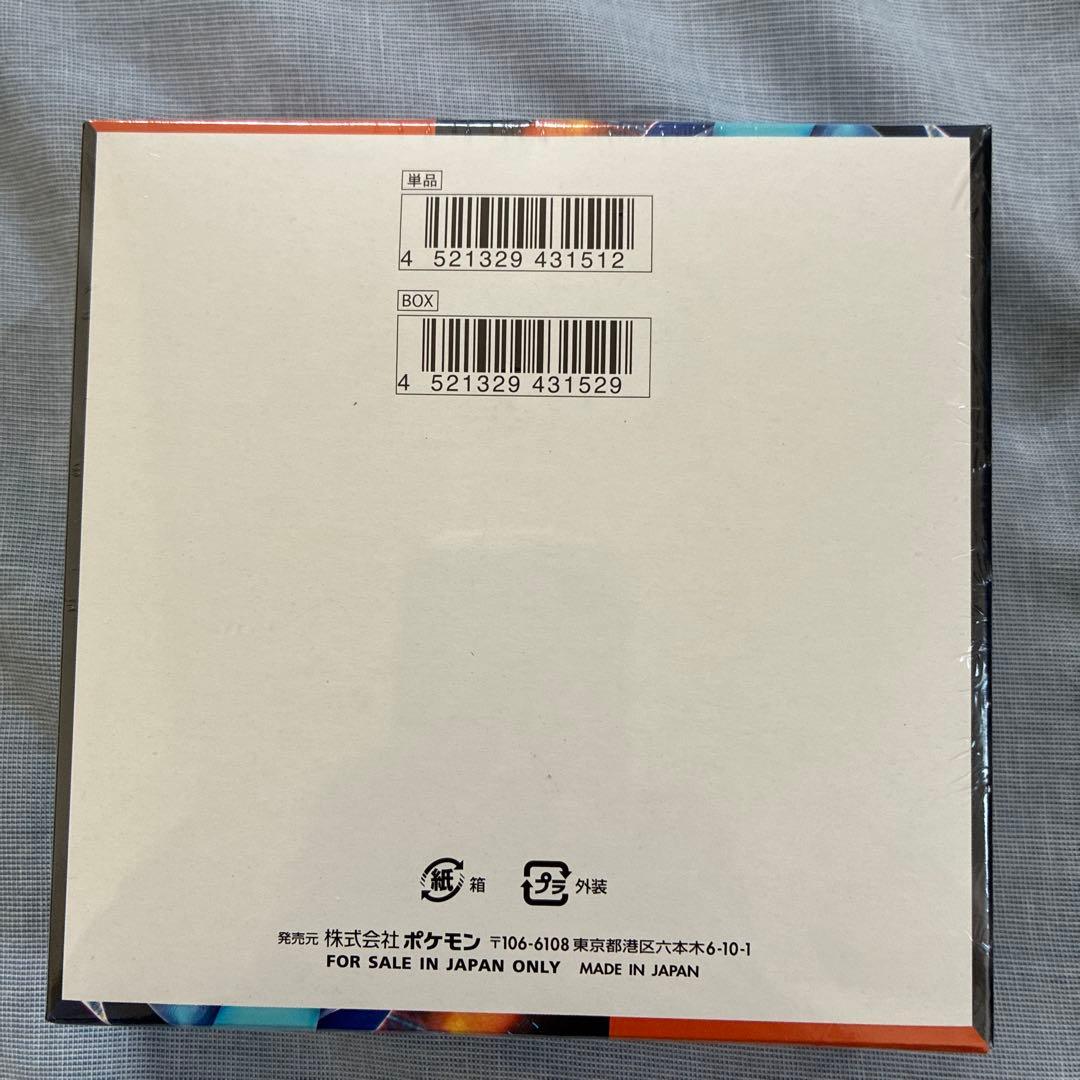 単品
4 521329 431512
BOX
4 521329 431529
紙 箱 プラ 外装
発売元 株式会社 ポケモン 〒106-6108 東京都港区六本木6-10-1
FOR SALE IN JAPAN ONLY MADE IN JAPAN